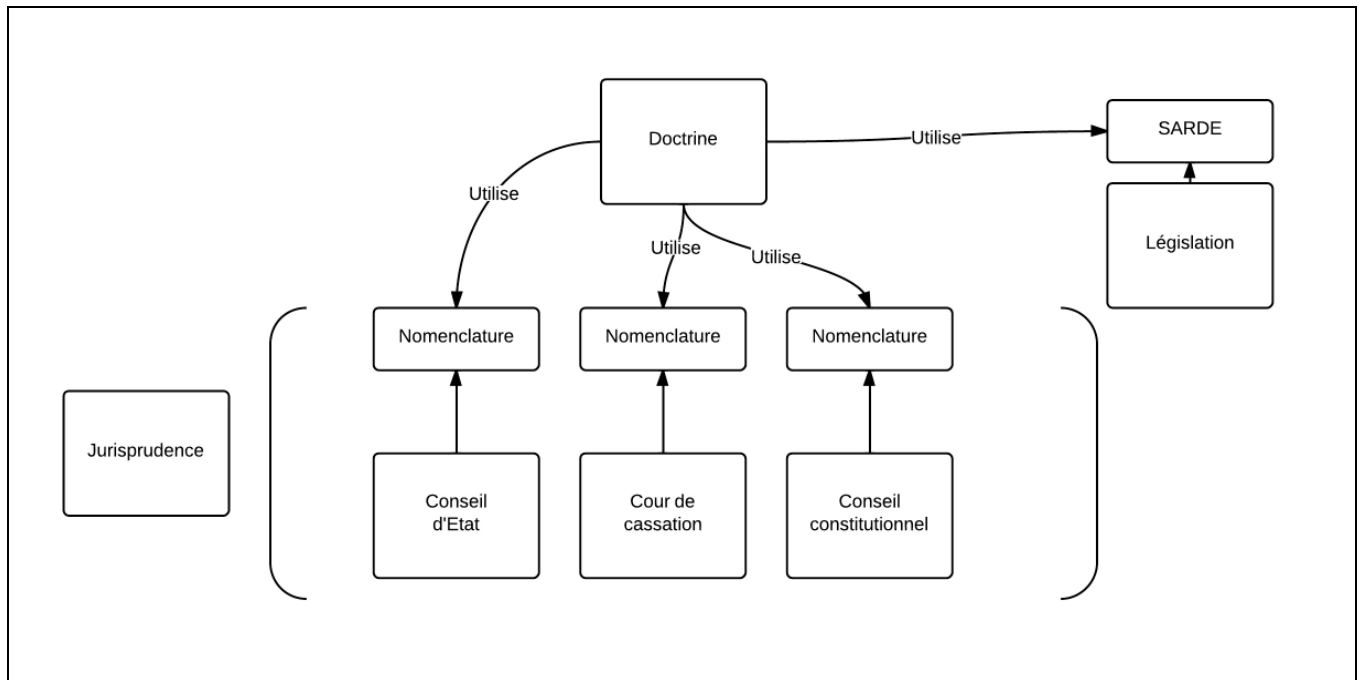 Doctrine
SARDE
Utilise
Utilise
Législation
Utilise
Utilise
Nomenclature
Nomenclature
Nomenclature
Jurisprudence
Conseil
d'Etat
Cour de
cassation
Conseil
constitutionnel